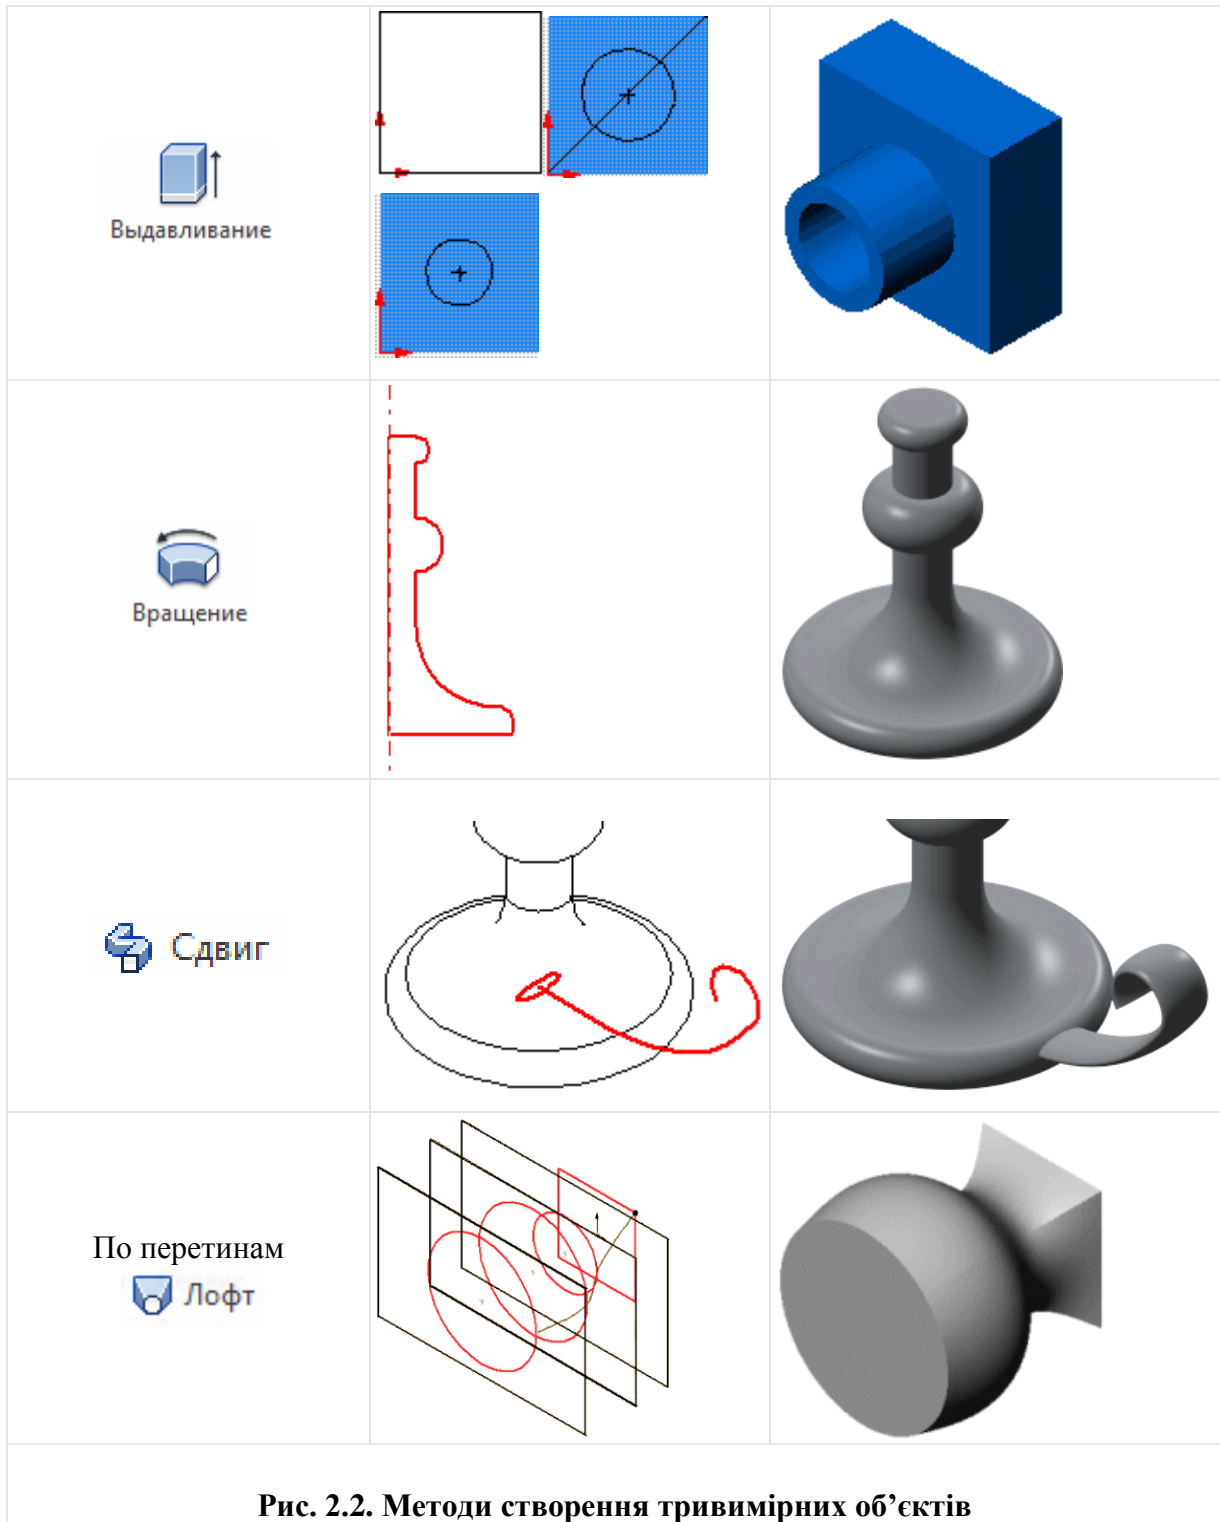 Выдавливание
Вращение
Сдвиг
По перетинам
Лофт
Рис. 2.2. Методи створення тривимірних об’єктів